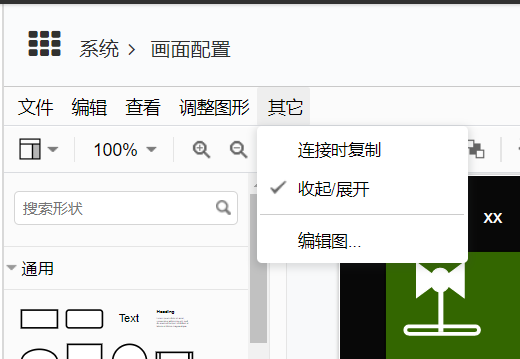 系统 > 画面配置
文件 编辑 查看 调整图形 其它
100%
连接时复制
收起/展开
编辑图...
搜索形状
xx
通用
Text
Heading